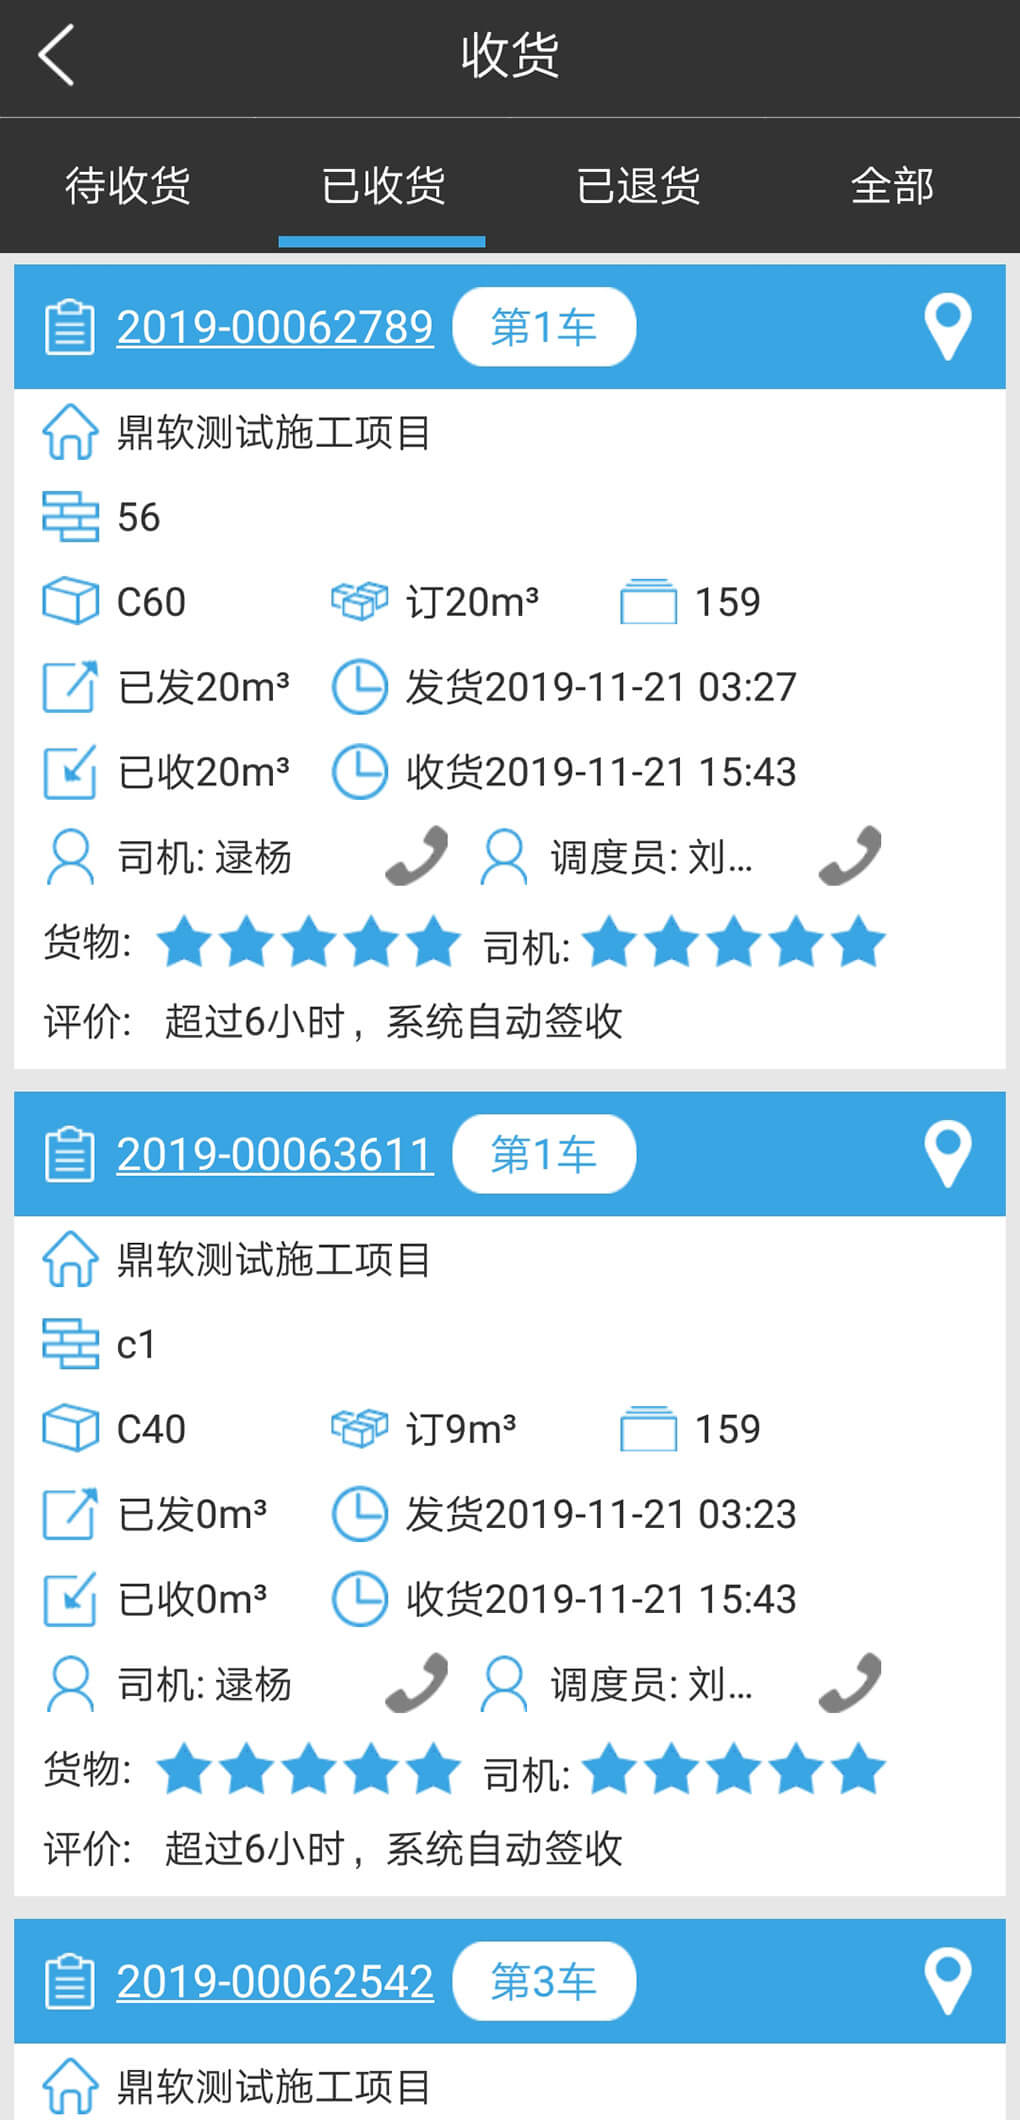 收货
待收货 已收货 已退货 全部
2019-00062789 第1车
鼎软测试施工项目
56
C60 订20m³ 159
已发20m³ 发货2019-11-21 03:27
已收20m³ 收货2019-11-21 15:43
司机: 逯杨 调度员: 刘...
货物: 司机:
评价: 超过6小时，系统自动签收
2019-00063611 第1车
鼎软测试施工项目
c1
C40 订9m³ 159
已发0m³ 发货2019-11-21 03:23
已收0m³ 收货2019-11-21 15:43
司机: 逯杨 调度员: 刘...
货物: 司机:
评价: 超过6小时，系统自动签收
2019-00062542 第3车
鼎软测试施工项目